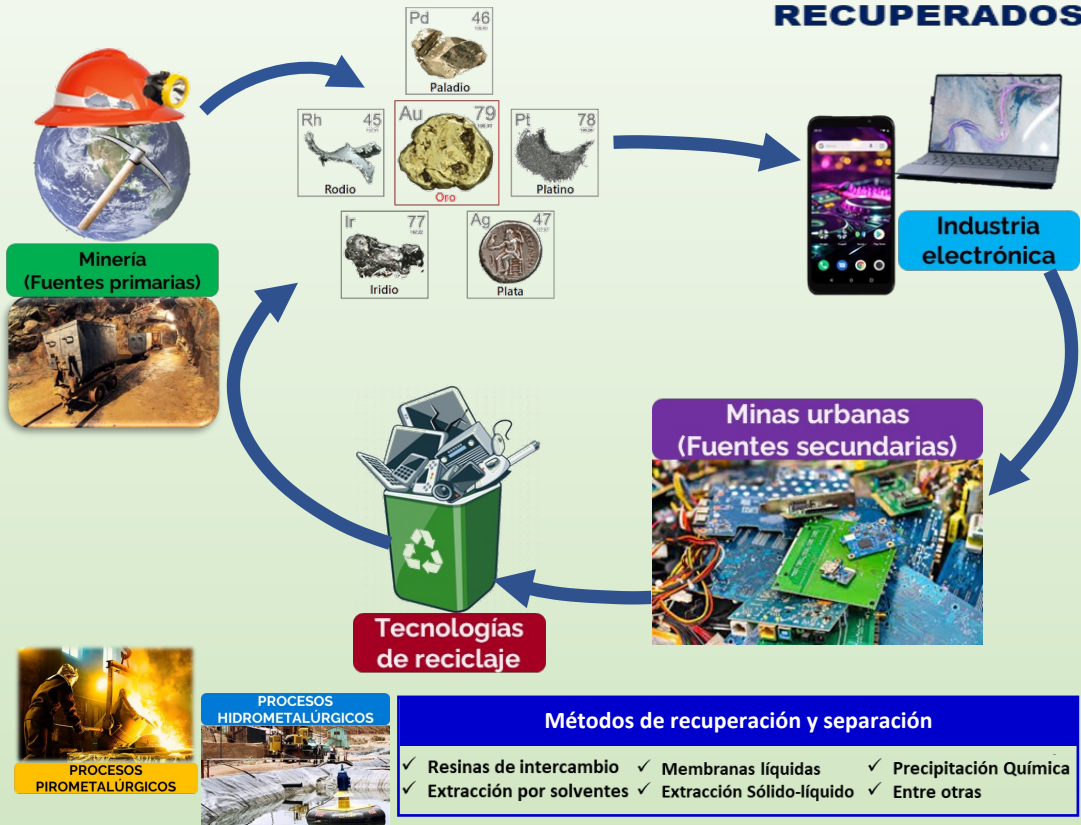 RECUPERADOS
Pd 46
Paladio
Rh 45
Rodio
Au 79
Oro
Pt 78
Platino
Ir 77
Iridio
Ag 47
Plata
Minería
(Fuentes primarias)
Industria
electrónica
Minas urbanas
(Fuentes secundarias)
Tecnologías
de reciclaje
PROCESOS
PIROMETALÚRGICOS
PROCESOS
HIDROMETALÚRGICOS
Métodos de recuperación y separación
✓ Resinas de intercambio
✓ Extracción por solventes
✓ Membranas líquidas
✓ Extracción Sólido-líquido
✓ Precipitación Química
✓ Entre otras